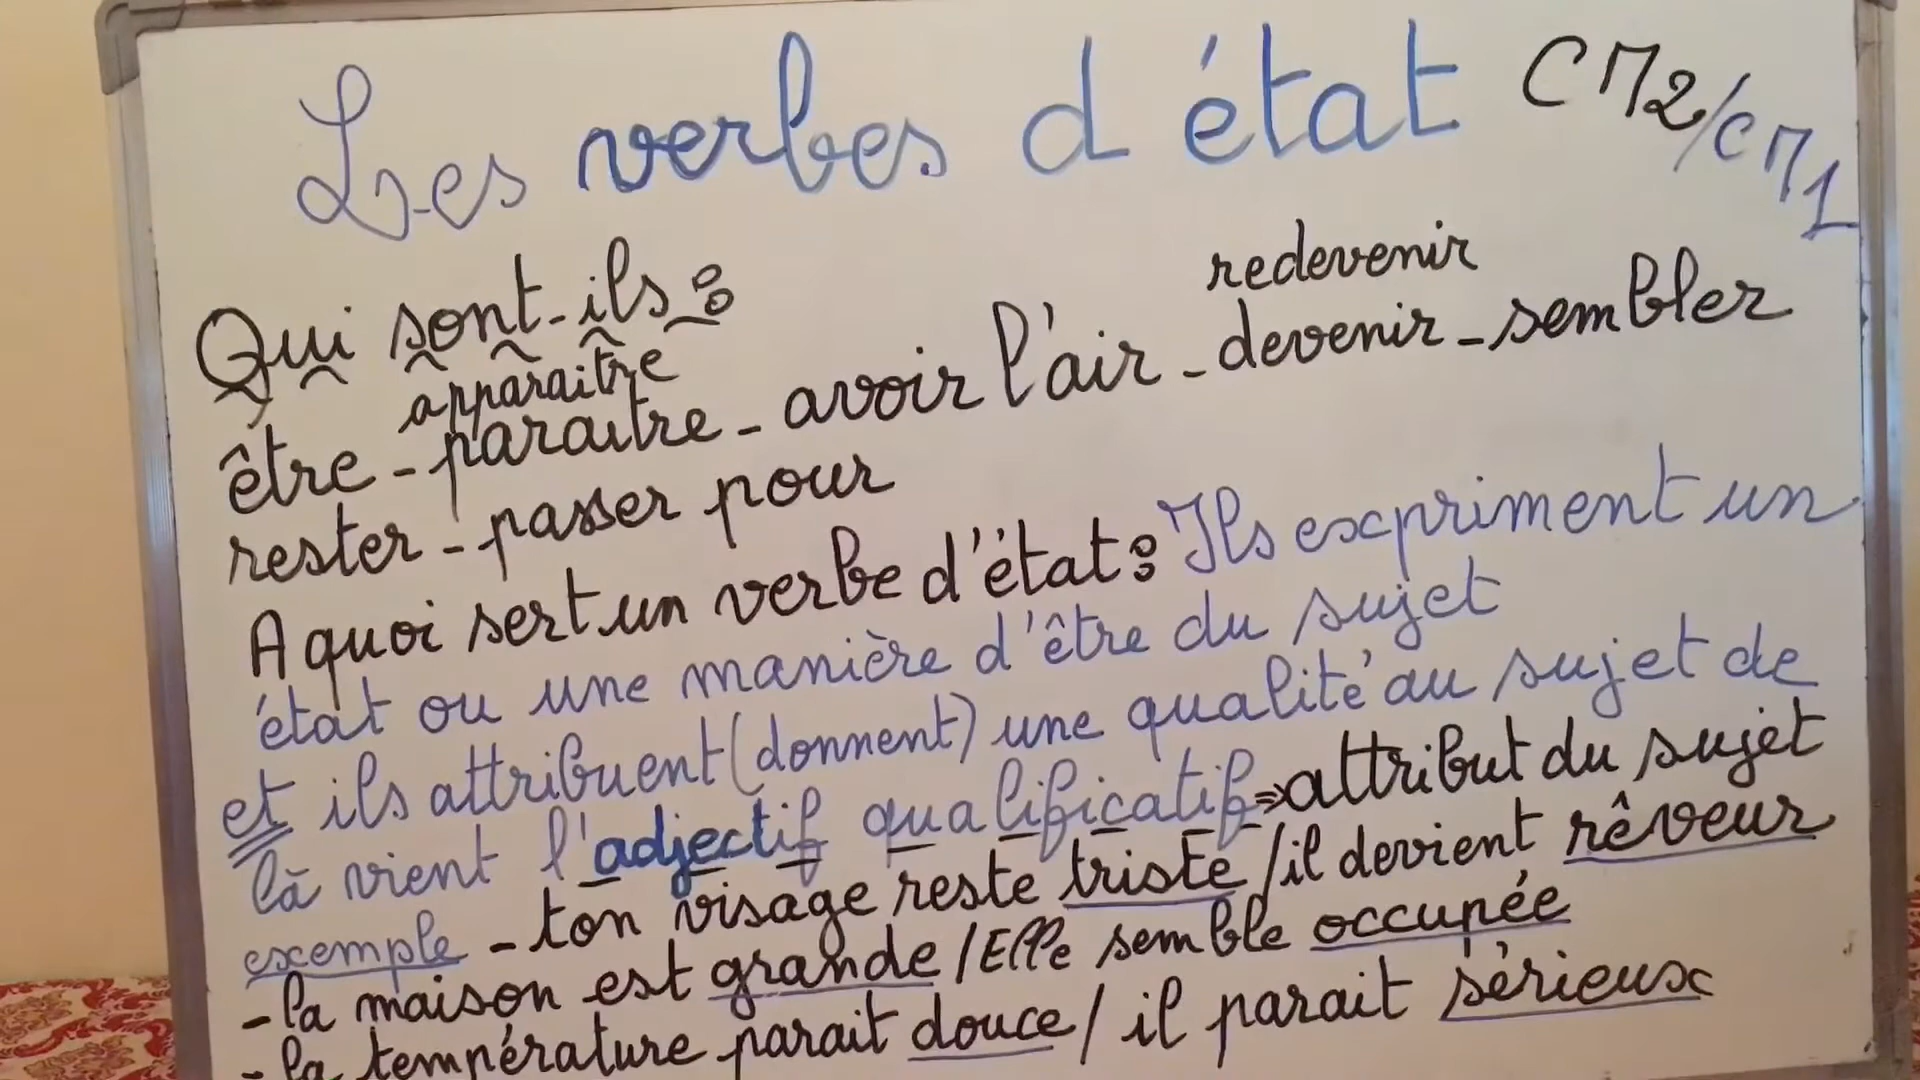 Les verbes d'état CM2/CM1
Qui sont-ils :
apparaitre redevenir
être - paraitre - avoir l'air - devenir - sembler
rester - passer pour
A quoi sert un verbe d'état : Ils expriment un
état ou une manière d'être du sujet
et ils attribuent (donnent) une qualité au sujet de
là vient l'adjectif qualificatif => attribut du sujet
exemple - ton visage reste triste / il devient rêveur
- la maison est grande / Elle semble occupée
- la température parait douce / il parait sérieux